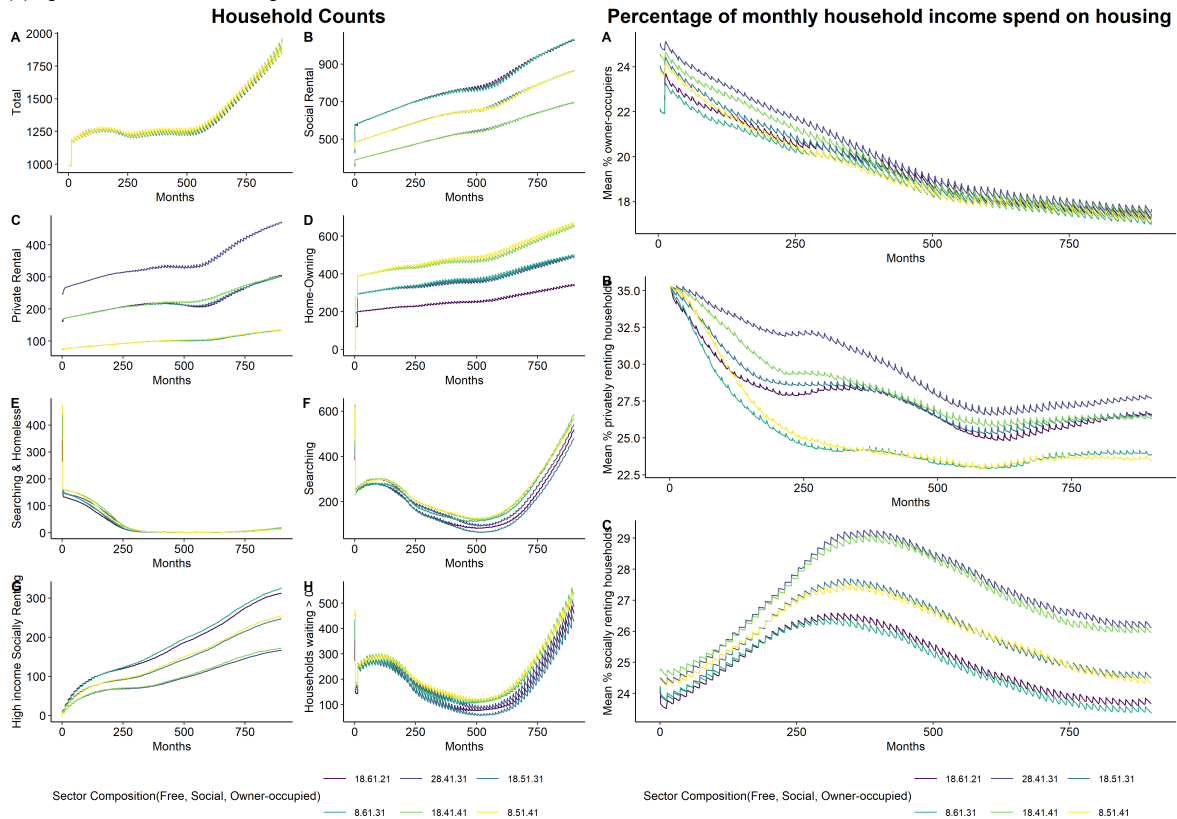 Household Counts
A
2000
1750
1500
1250
1000
Total
0 250 500 750
Months
B
900
700
500
Social Rental
0 250 500 750
Months
C
400
300
200
100
Private Rental
0 250 500 750
Months
D
600
400
200
0
Home-Owning
0 250 500 750
Months
E
400
300
200
100
0
Searching & Homeless
0 250 500 750
Months
F
600
400
200
Searching
0 250 500 750
Months
G
300
200
100
0
High income Socially Renting
0 250 500 750
Months
H
500
400
300
200
100
Households waiting > 0
0 250 500 750
Months
Sector Composition(Free, Social, Owner-occupied)
18.61.21 28.41.31 18.51.31
8.61.31 18.41.41 8.51.41
Percentage of monthly household income spend on housing
A
24
22
20
18
Mean % owner-occupiers
0 250 500 750
Months
B
35.0
32.5
30.0
27.5
25.0
22.5
Mean % privately renting households
0 250 500 750
Months
C
29
28
27
26
25
24
Mean % socially renting households
0 250 500 750
Months
Sector Composition(Free, Social, Owner-occupied)
18.61.21 28.41.31 18.51.31
8.61.31 18.41.41 8.51.41